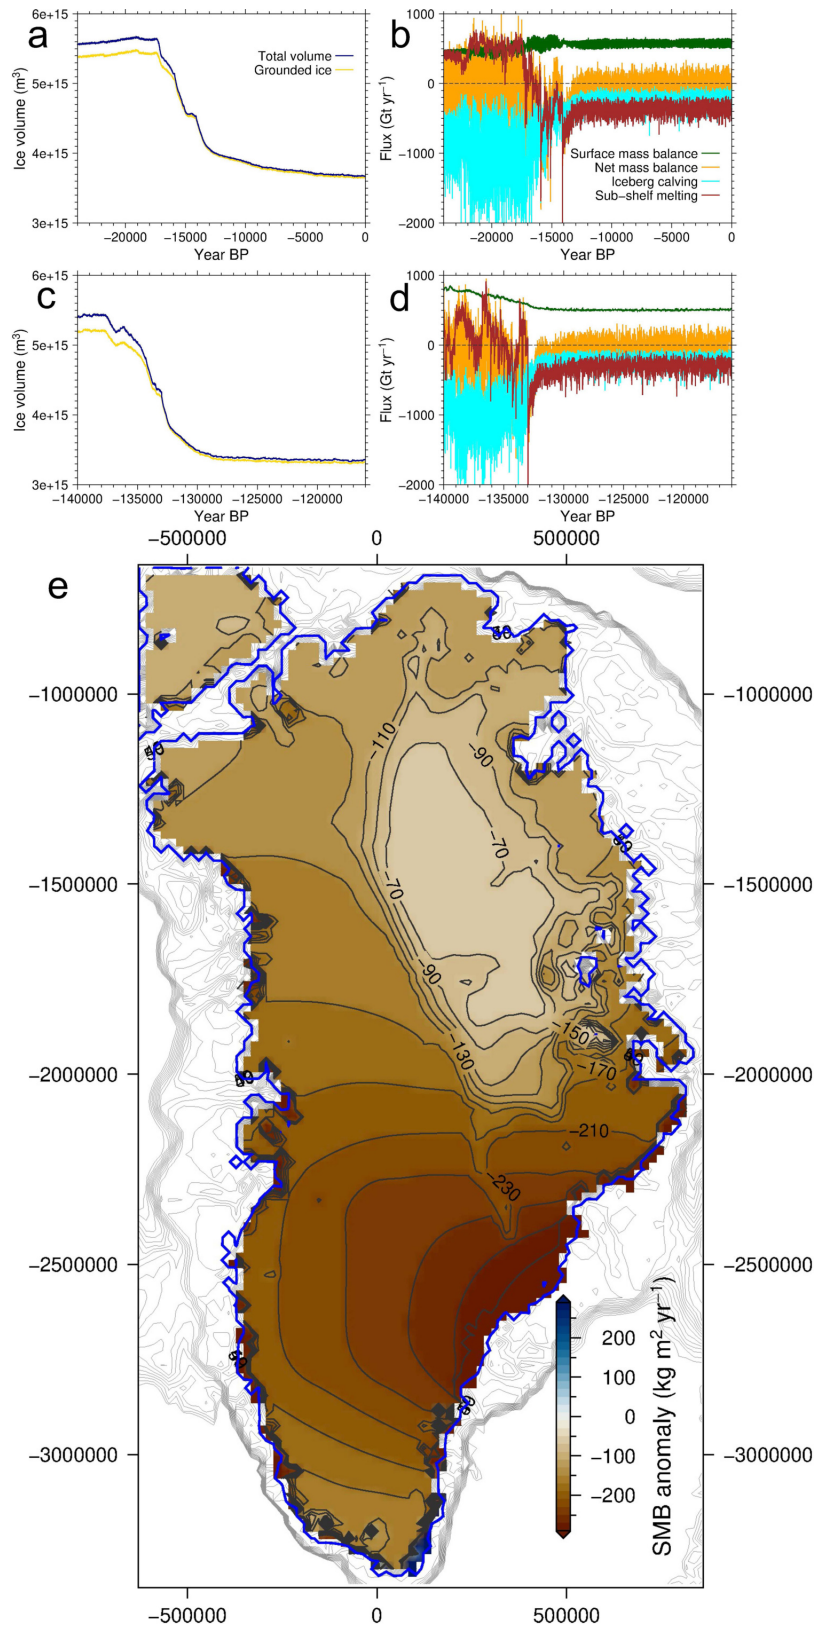 a
6e+15
5e+15
4e+15
3e+15
Ice volume (m³)
Total volume
Grounded ice
−20000 −15000 −10000 −5000 0
Year BP
b
1000
0
−1000
−2000
Flux (Gt yr⁻¹)
Surface mass balance
Net mass balance
Iceberg calving
Sub−shelf melting
−20000 −15000 −10000 −5000 0
Year BP
c
6e+15
5e+15
4e+15
3e+15
Ice volume (m³)
−140000 −135000 −130000 −125000 −120000
Year BP
d
1000
0
−1000
−2000
Flux (Gt yr⁻¹)
−140000 −135000 −130000 −125000 −120000
Year BP
−500000 0 500000
e
−1000000 −1000000
−110
−90
−70
−1500000 −1500000
−70
−90
−150
−130
−170
−2000000 −2000000
−210
−230
−2500000 −2500000
200
100
0
−100
−200
SMB anomaly (kg m² yr⁻¹)
−3000000 −3000000
−500000 0 500000